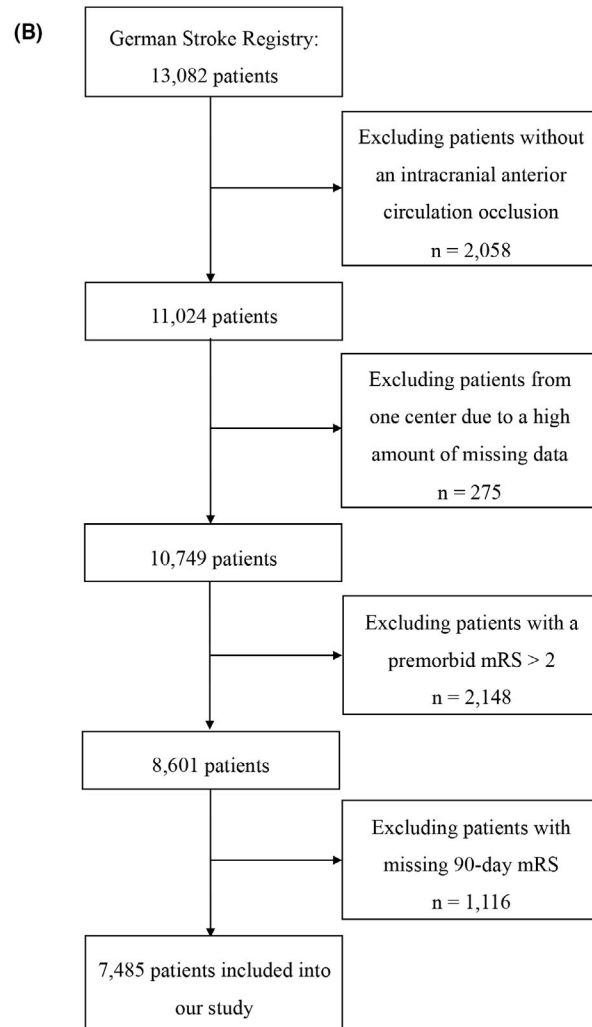 (B)
German Stroke Registry:
13,082 patients
Excluding patients without
an intracranial anterior
circulation occlusion
n = 2,058
11,024 patients
Excluding patients from
one center due to a high
amount of missing data
n = 275
10,749 patients
Excluding patients with a
premorbid mRS > 2
n = 2,148
8,601 patients
Excluding patients with
missing 90-day mRS
n = 1,116
7,485 patients included into
our study